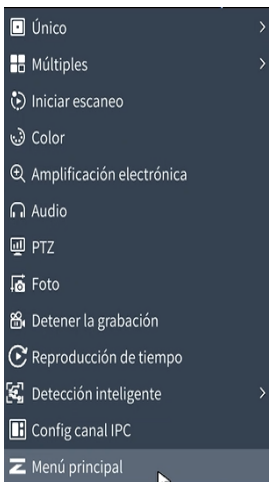 Único
Múltiples
Iniciar escaneo
Color
Amplificación electrónica
Audio
PTZ
Foto
Detener la grabación
Reproducción de tiempo
Detección inteligente
Config canal IPC
Menú principal